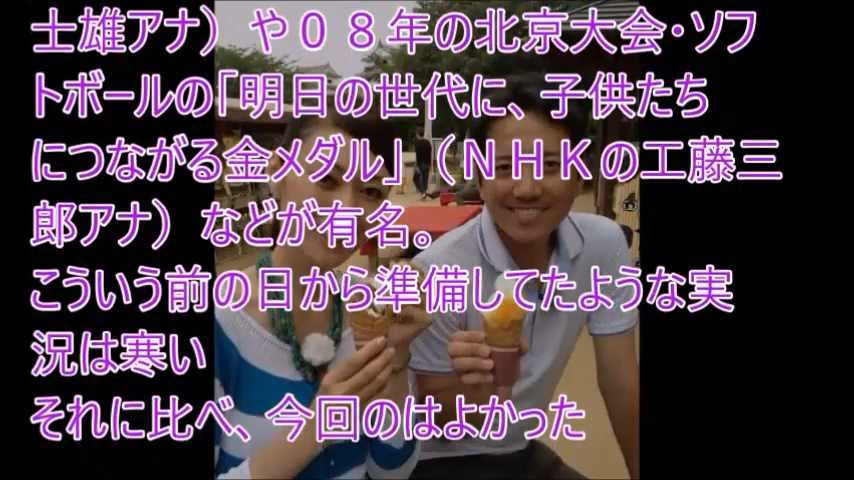 士雄アナ）や０８年の北京大会・ソフ
トボールの「明日の世代に、子供たち
につながる金メダル」（ＮＨＫの工藤三
郎アナ）などが有名。
こういう前の日から準備してたような実
況は寒い
それに比べ、今回のはよかった